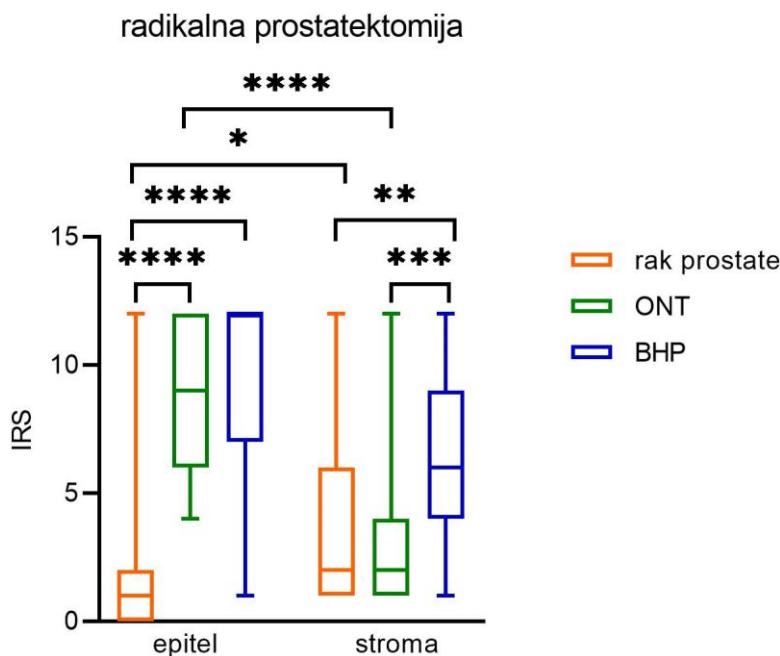 radikalna prostatektomija
****
*
****
**
****
***
15
10
5
0
IRS
epitel
stroma
rak prostate
ONT
BHP